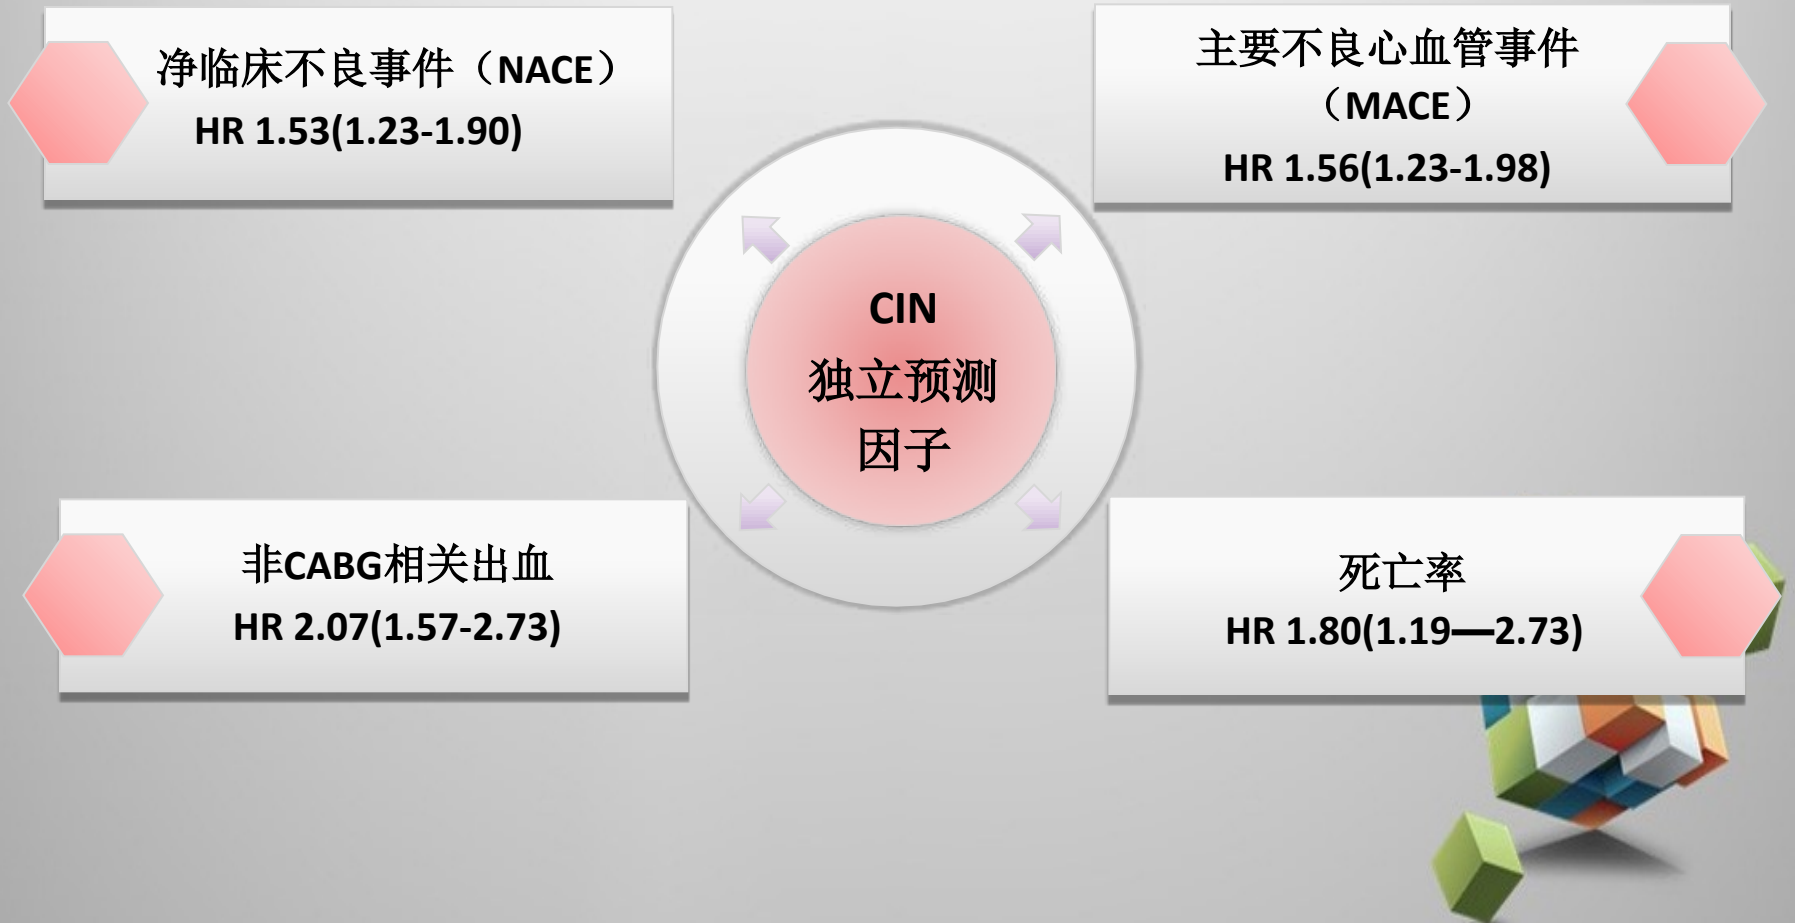 净临床不良事件（NACE）
HR 1.53(1.23-1.90)
主要不良心血管事件
（MACE）
HR 1.56(1.23-1.98)
CIN
独立预测
因子
非CABG相关出血
HR 2.07(1.57-2.73)
死亡率
HR 1.80(1.19—2.73)